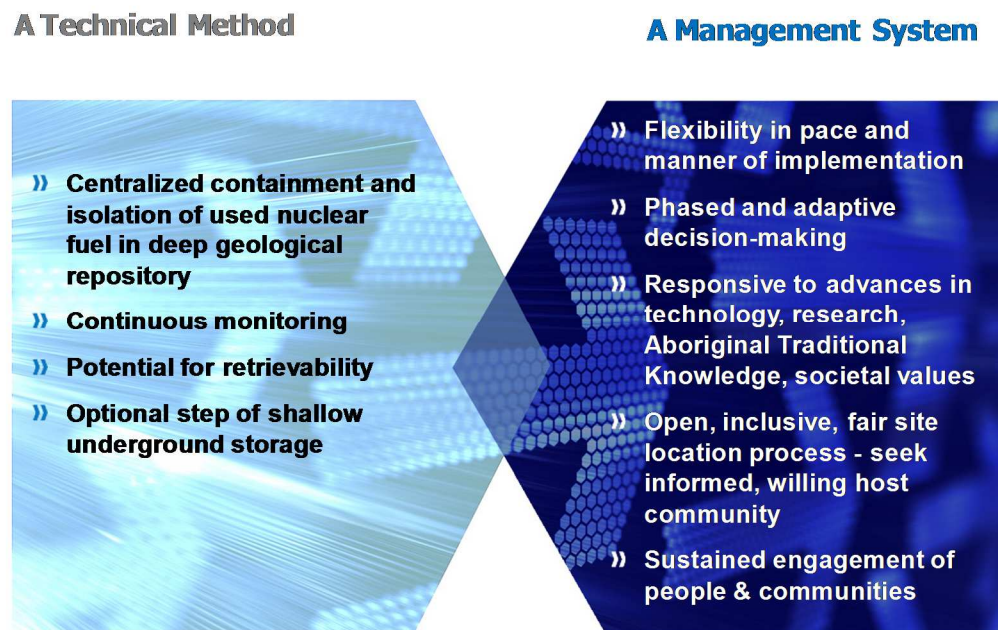 A Technical Method
A Management System
» Centralized containment and
isolation of used nuclear
fuel in deep geological
repository
» Continuous monitoring
» Potential for retrievability
» Optional step of shallow
underground storage
» Flexibility in pace and
manner of implementation
» Phased and adaptive
decision-making
» Responsive to advances in
technology, research,
Aboriginal Traditional
Knowledge, societal values
» Open, inclusive, fair site
location process - seek
informed, willing host
community
» Sustained engagement of
people & communities